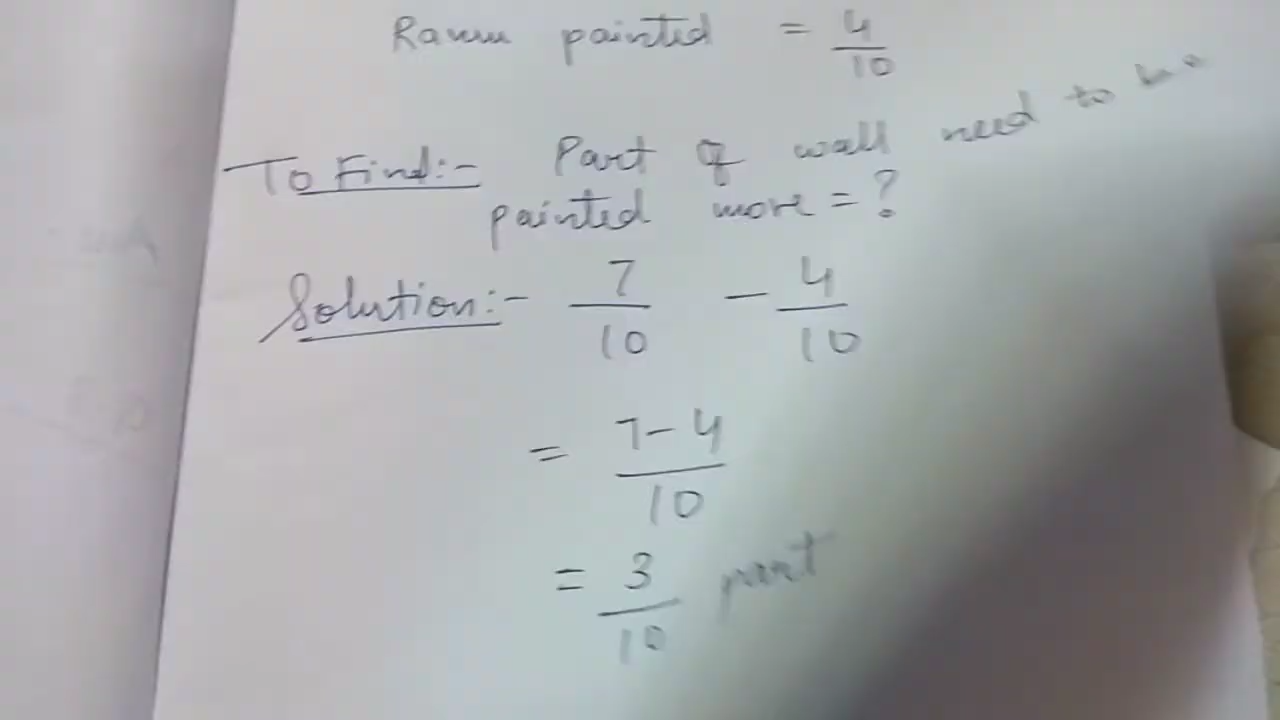 Ramu painted = 4/10
To Find:- Part of wall need to be
painted more = ?
Solution:- 7/10 - 4/10
= 7-4/10
= 3/10 part